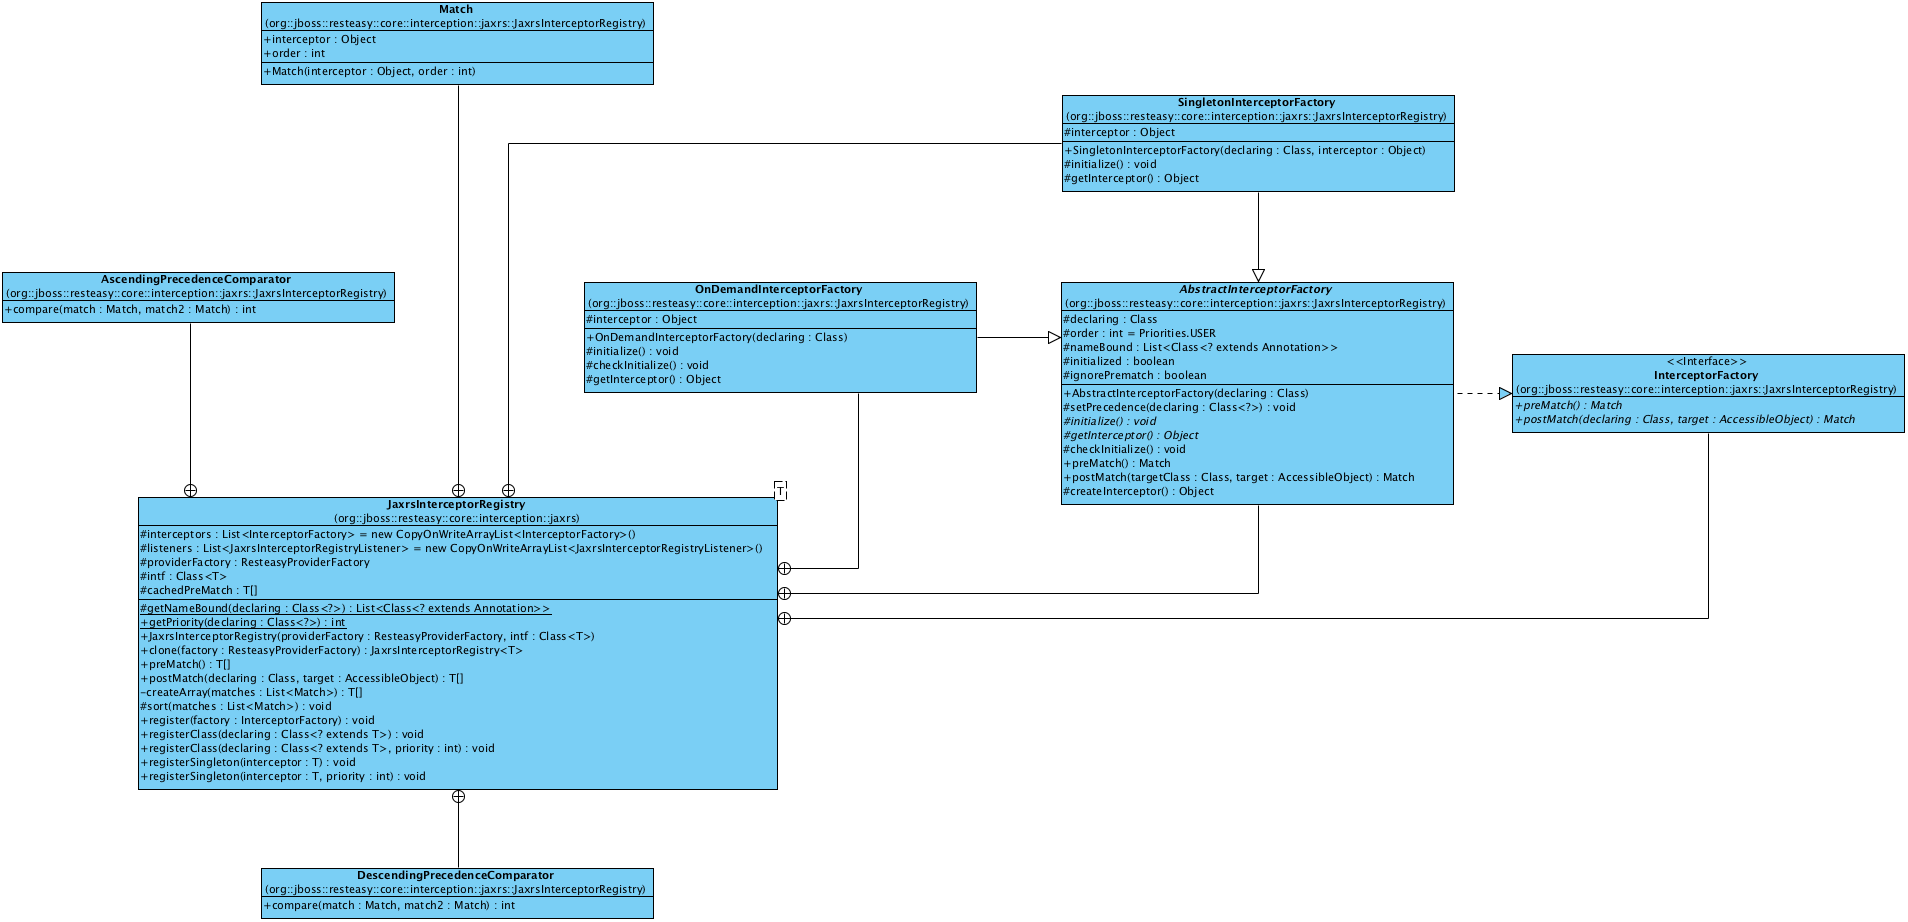 Match
(org::jboss::resteasy::core::interception::jaxrs::JaxrsInterceptorRegistry)
+interceptor : Object
+order : int
+Match(interceptor : Object, order : int)
SingletonInterceptorFactory
(org::jboss::resteasy::core::interception::jaxrs::JaxrsInterceptorRegistry)
#interceptor : Object
+SingletonInterceptorFactory(declaring : Class, interceptor : Object)
#initialize() : void
#getInterceptor() : Object
AscendingPrecedenceComparator
(org::jboss::resteasy::core::interception::jaxrs::JaxrsInterceptorRegistry)
+compare(match : Match, match2 : Match) : int
OnDemandInterceptorFactory
(org::jboss::resteasy::core::interception::jaxrs::JaxrsInterceptorRegistry)
#interceptor : Object
+OnDemandInterceptorFactory(declaring : Class)
#initialize() : void
#checkInitialize() : void
#getInterceptor() : Object
AbstractInterceptorFactory
(org::jboss::resteasy::core::interception::jaxrs::JaxrsInterceptorRegistry)
#declaring : Class
#order : int = Priorities.USER
#nameBound : List<Class<? extends Annotation>>
#initialized : boolean
#ignorePrematch : boolean
+AbstractInterceptorFactory(declaring : Class)
#setPrecedence(declaring : Class<?>) : void
#initialize() : void
#getInterceptor() : Object
#checkInitialize() : void
+preMatch() : Match
+postMatch(targetClass : Class, target : AccessibleObject) : Match
#createInterceptor() : Object
<<Interface>>
InterceptorFactory
(org::jboss::resteasy::core::interception::jaxrs::JaxrsInterceptorRegistry)
+preMatch() : Match
+postMatch(declaring : Class, target : AccessibleObject) : Match
T
JaxrsInterceptorRegistry
(org::jboss::resteasy::core::interception::jaxrs)
#interceptors : List<InterceptorFactory> = new CopyOnWriteArrayList<InterceptorFactory>()
#listeners : List<JaxrsInterceptorRegistryListener> = new CopyOnWriteArrayList<JaxrsInterceptorRegistryListener>()
#providerFactory : ResteasyProviderFactory
#intf : Class<T>
#cachedPreMatch : T[]
#getNameBound(declaring : Class<?>) : List<Class<? extends Annotation>>
+getPriority(declaring : Class<?>) : int
+JaxrsInterceptorRegistry(providerFactory : ResteasyProviderFactory, intf : Class<T>)
+clone(factory : ResteasyProviderFactory) : JaxrsInterceptorRegistry<T>
+preMatch() : T[]
+postMatch(declaring : Class, target : AccessibleObject) : T[]
-createArray(matches : List<Match>) : T[]
#sort(matches : List<Match>) : void
+register(factory : InterceptorFactory) : void
+registerClass(declaring : Class<? extends T>) : void
+registerClass(declaring : Class<? extends T>, priority : int) : void
+registerSingleton(interceptor : T) : void
+registerSingleton(interceptor : T, priority : int) : void
DescendingPrecedenceComparator
(org::jboss::resteasy::core::interception::jaxrs::JaxrsInterceptorRegistry)
+compare(match : Match, match2 : Match) : int